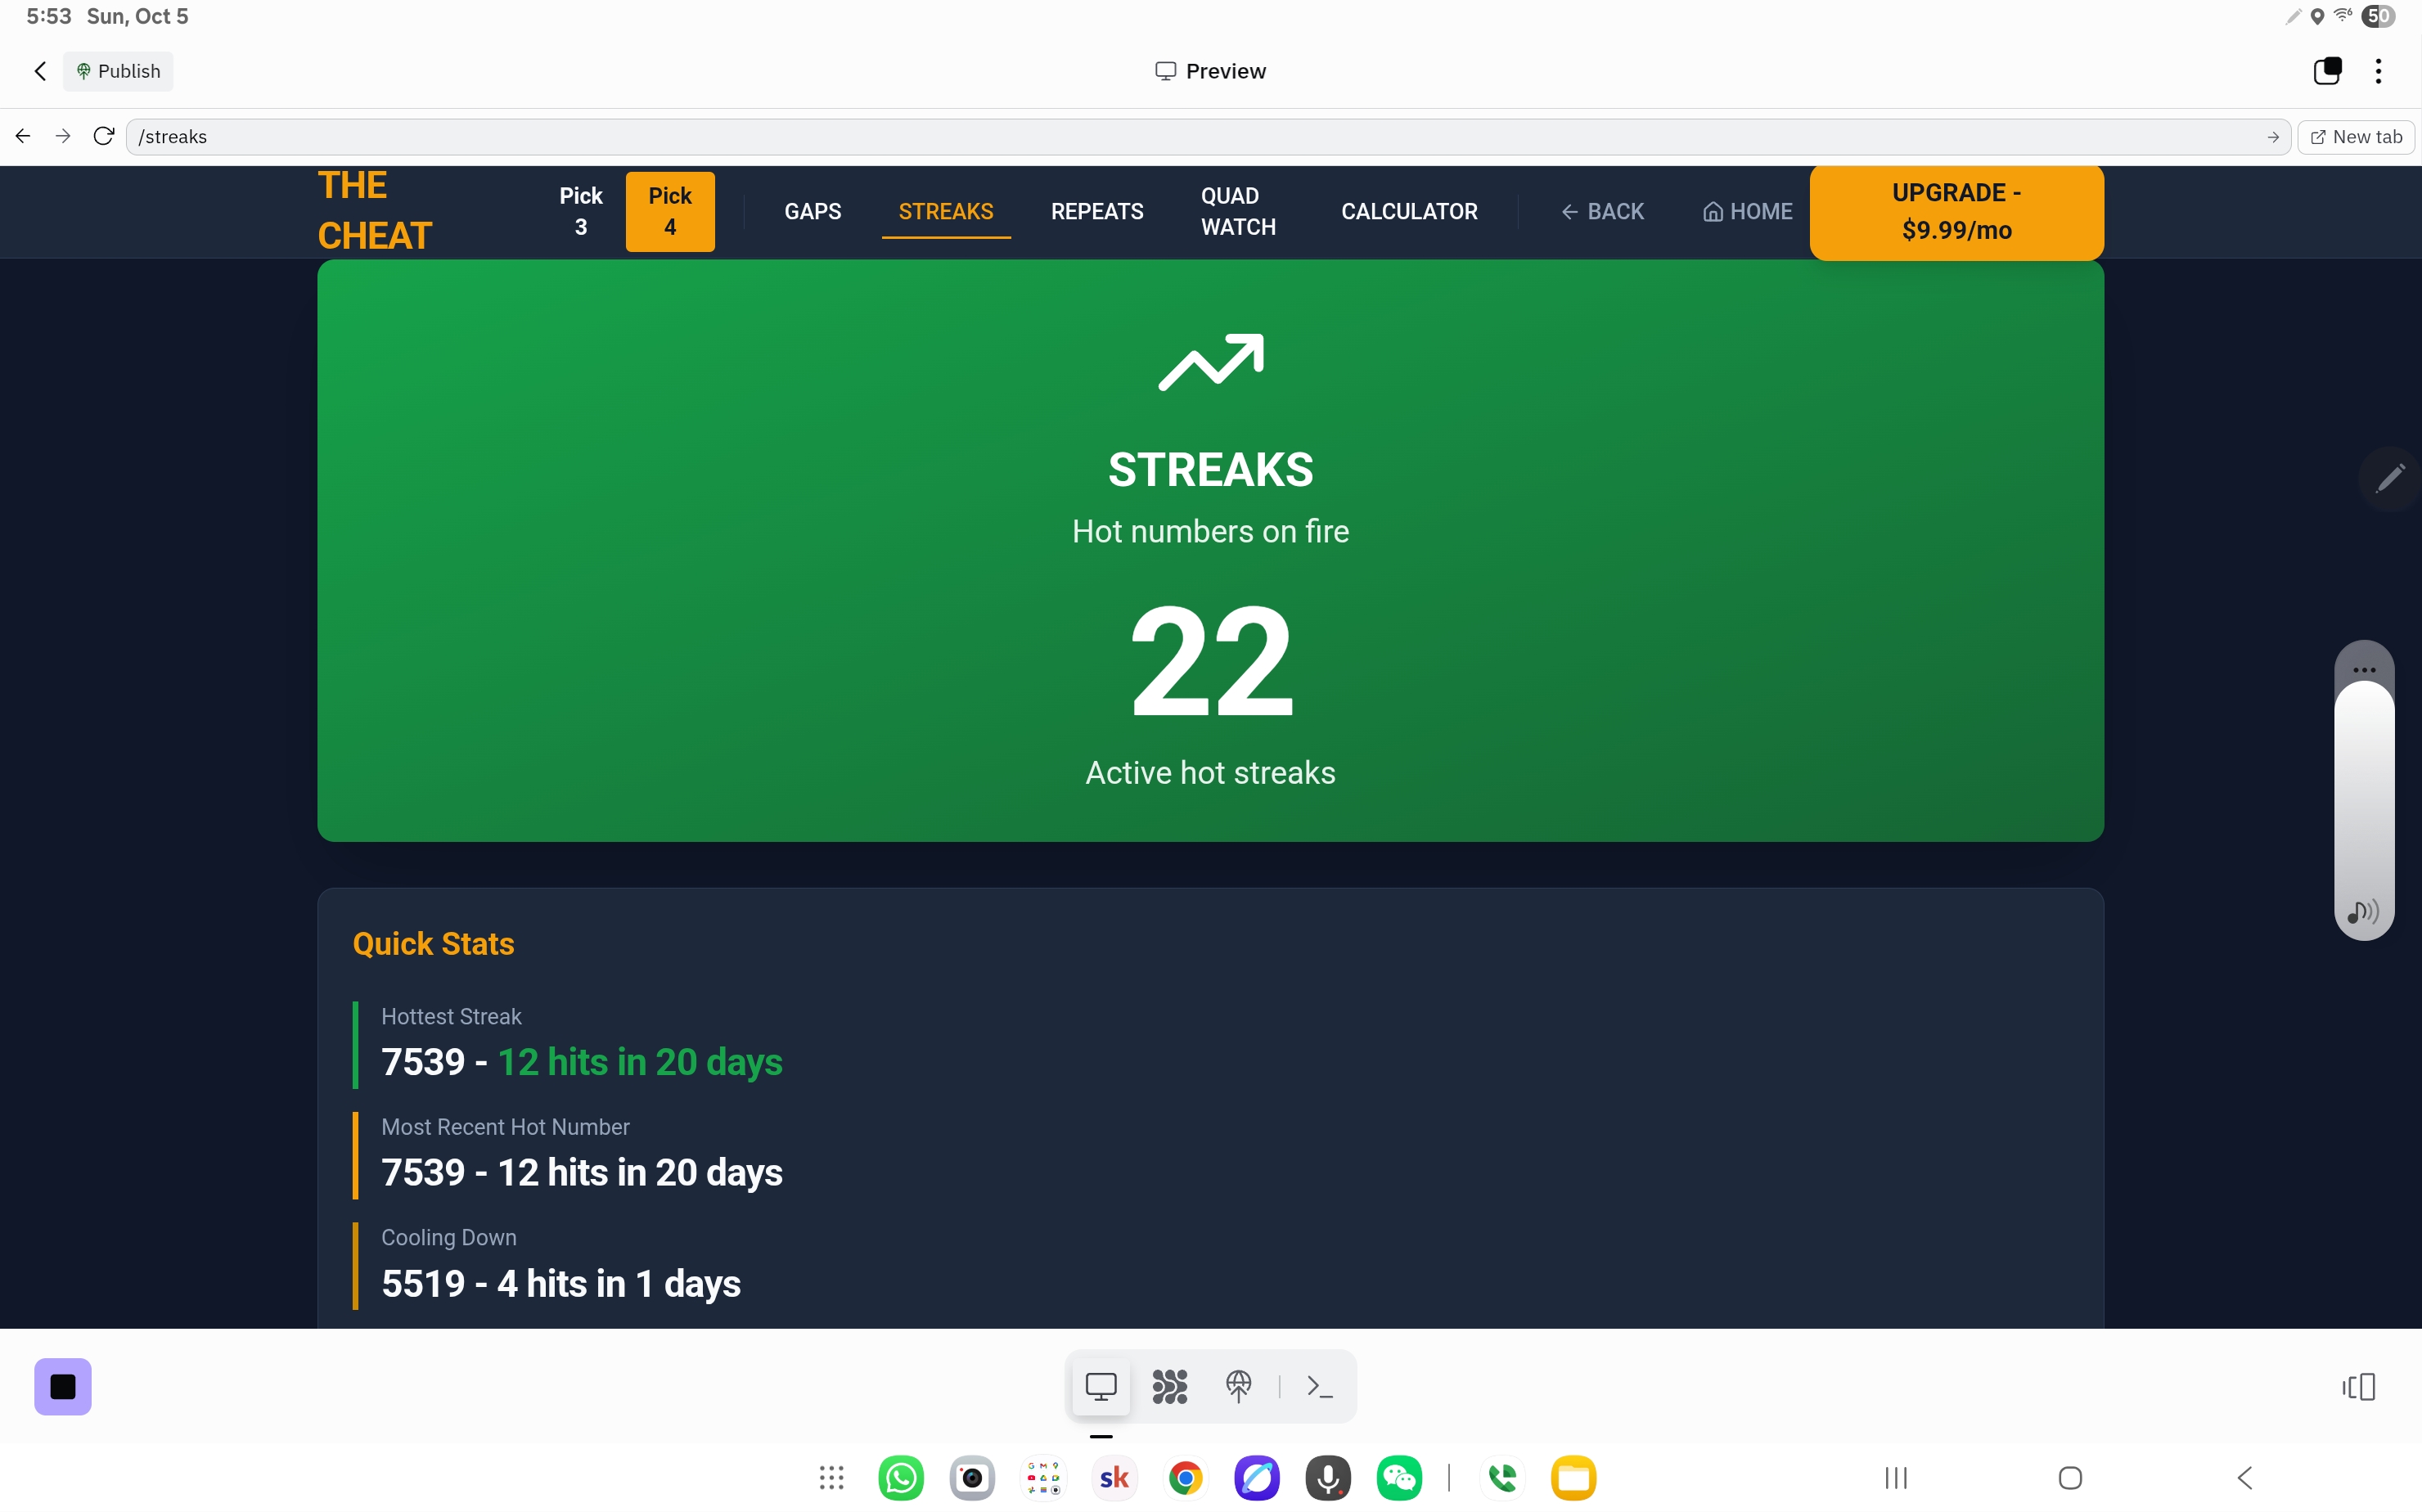 5:53 Sun, Oct 5
50
Publish
Preview
/streaks
New tab
THE
CHEAT
Pick
3
Pick
4
GAPS
STREAKS
REPEATS
QUAD
WATCH
CALCULATOR
BACK
HOME
UPGRADE -
$9.99/mo
STREAKS
Hot numbers on fire
22
Active hot streaks
Quick Stats
Hottest Streak
7539 - 12 hits in 20 days
Most Recent Hot Number
7539 - 12 hits in 20 days
Cooling Down
5519 - 4 hits in 1 days
sk